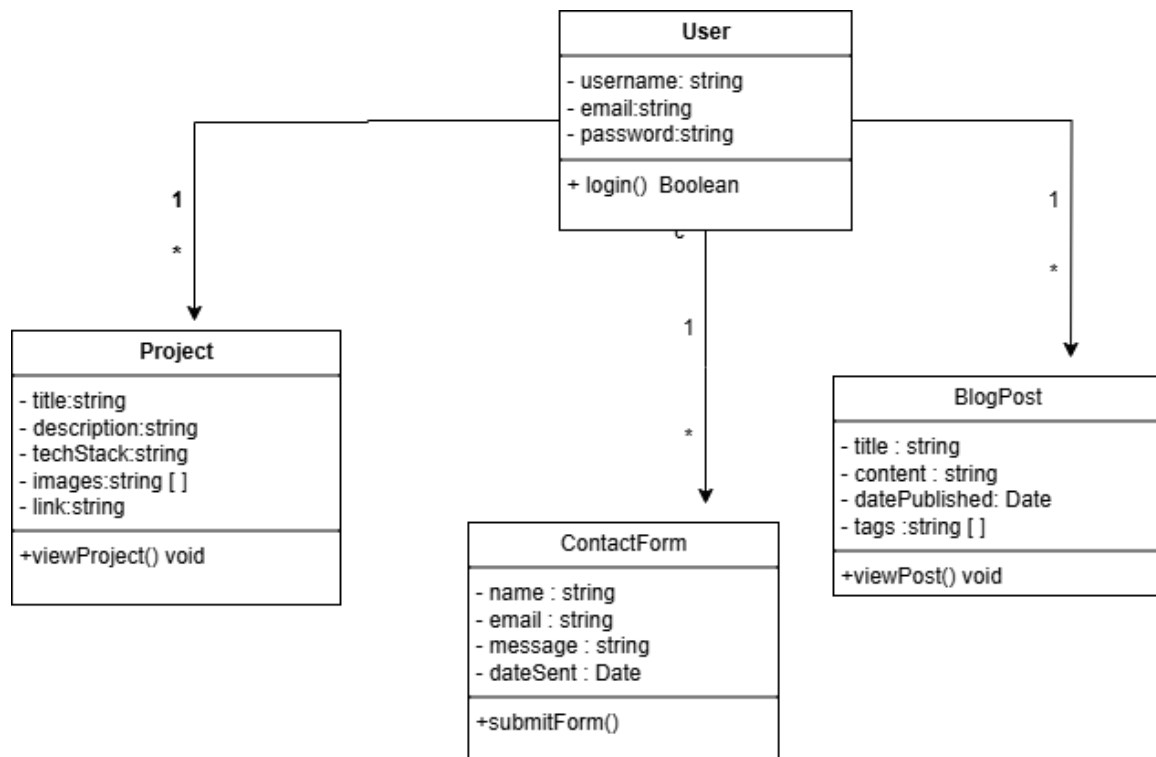 User
- username: string
- email:string
- password:string
+ login()  Boolean
c
1
*
1
*
1
*
Project
- title:string
- description:string
- techStack:string
- images:string [ ]
- link:string
+viewProject() void
BlogPost
- title : string
- content : string
- datePublished: Date
- tags :string [ ]
+viewPost() void
ContactForm
- name : string
- email : string
- message : string
- dateSent : Date
+submitForm()